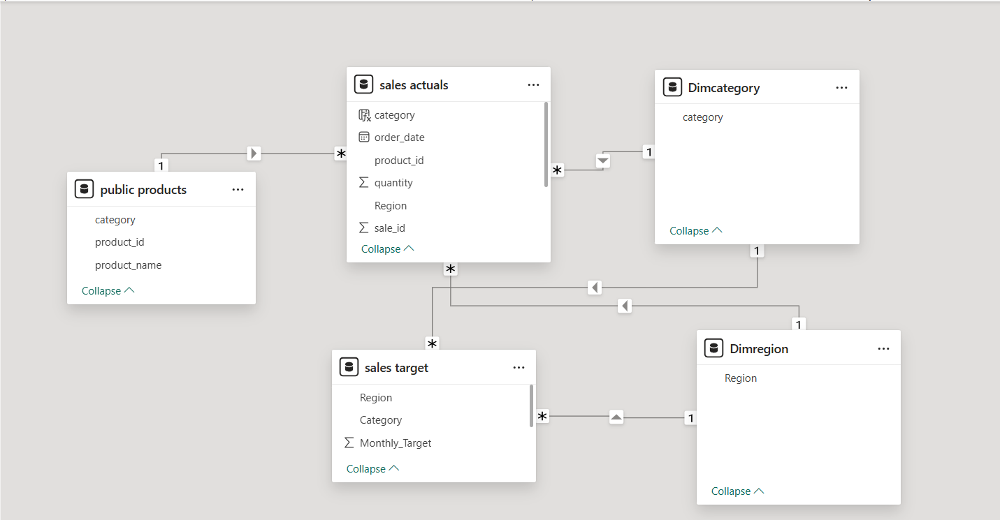 sales actuals
category
order_date
product_id
quantity
Region
sale_id
Collapse
Dimcategory
category
Collapse
public products
category
product_id
product_name
Collapse
sales target
Region
Category
Monthly_Target
Collapse
Dimregion
Region
Collapse
1
*
*
1
1
*
*
1
*
1